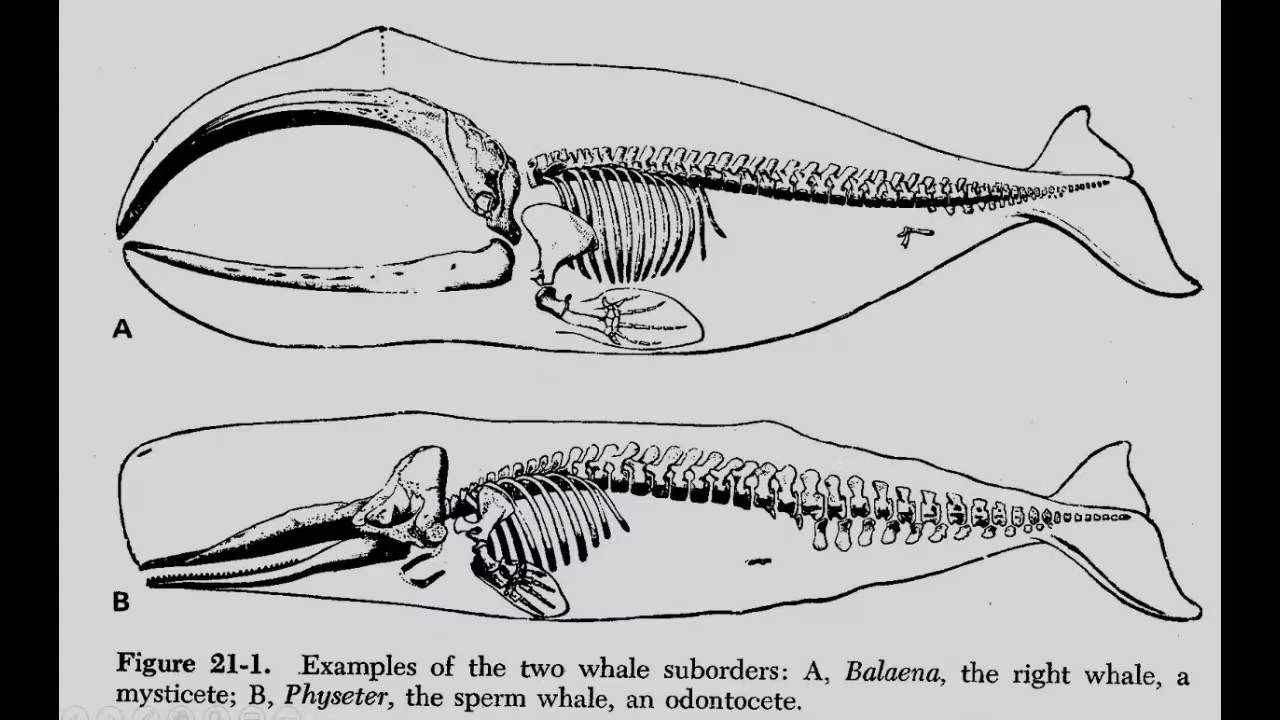 A
B
Figure 21-1. Examples of the two whale suborders: A, Balaena, the right whale, a
mysticete; B, Physeter, the sperm whale, an odontocete.